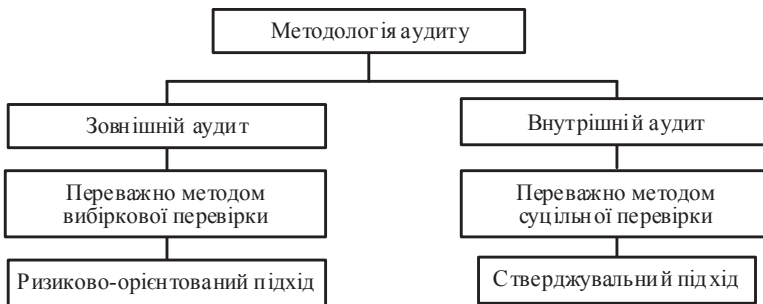 Методологія аудиту
Зовнішній аудит
Внутрішній аудит
Переважно методом
вибіркової перевірки
Переважно методом
суцільної перевірки
Ризиково-орієнтований підхід
Стверджувальний підхід